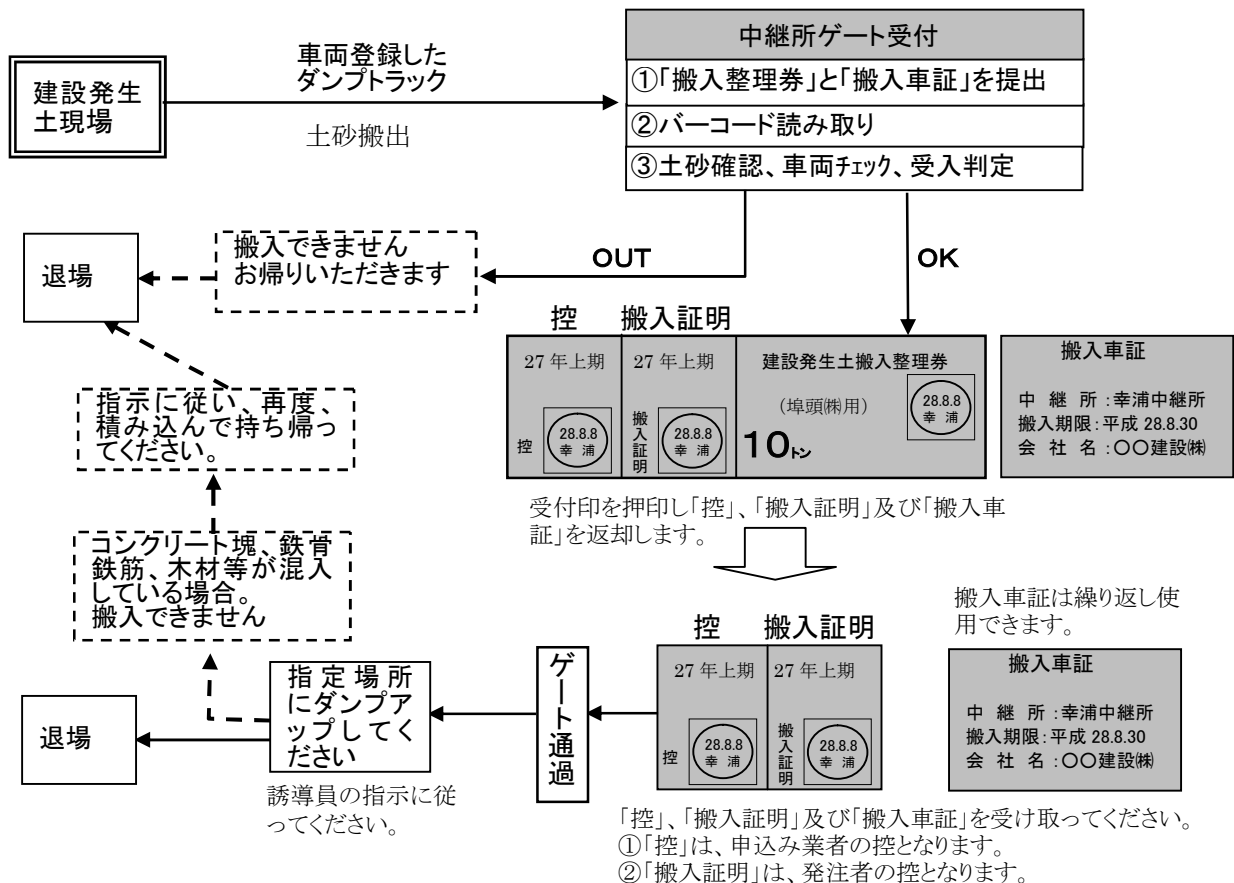 建設発生
土現場
車両登録した
ダンプトラック
土砂搬出
中継所ゲート受付
①「搬入整理券」と「搬入車証」を提出
②バーコード読み取り
③土砂確認、車両チェック、受入判定
OUT
OK
搬入できません
お帰りいただきます
退場
控 搬入証明
27年上期
控
28.8.8
幸浦
27年上期
搬入証明
28.8.8
幸浦
建設発生土搬入整理券
(埠頭㈱用)
10トン
28.8.8
幸浦
搬入車証
中継所:幸浦中継所
搬入期限:平成28.8.30
会社名:〇〇建設㈱
受付印を押印し「控」、「搬入証明」及び「搬入車
証」を返却します。
指示に従い、再度、
積み込んで持ち帰っ
てください。
コンクリート塊、鉄骨
鉄筋、木材等が混入
している場合。
搬入できません
搬入車証は繰り返し使
用できます。
控 搬入証明
27年上期
控
28.8.8
幸浦
27年上期
搬入証明
28.8.8
幸浦
搬入車証
中継所:幸浦中継所
搬入期限:平成28.8.30
会社名:〇〇建設㈱
ゲート通過
指定場所
にダンプア
ップしてく
ださい
誘導員の指示に従
ってください。
退場
「控」、「搬入証明」及び「搬入車証」を受け取ってください。
①「控」は、申込み業者の控となります。
②「搬入証明」は、発注者の控となります。